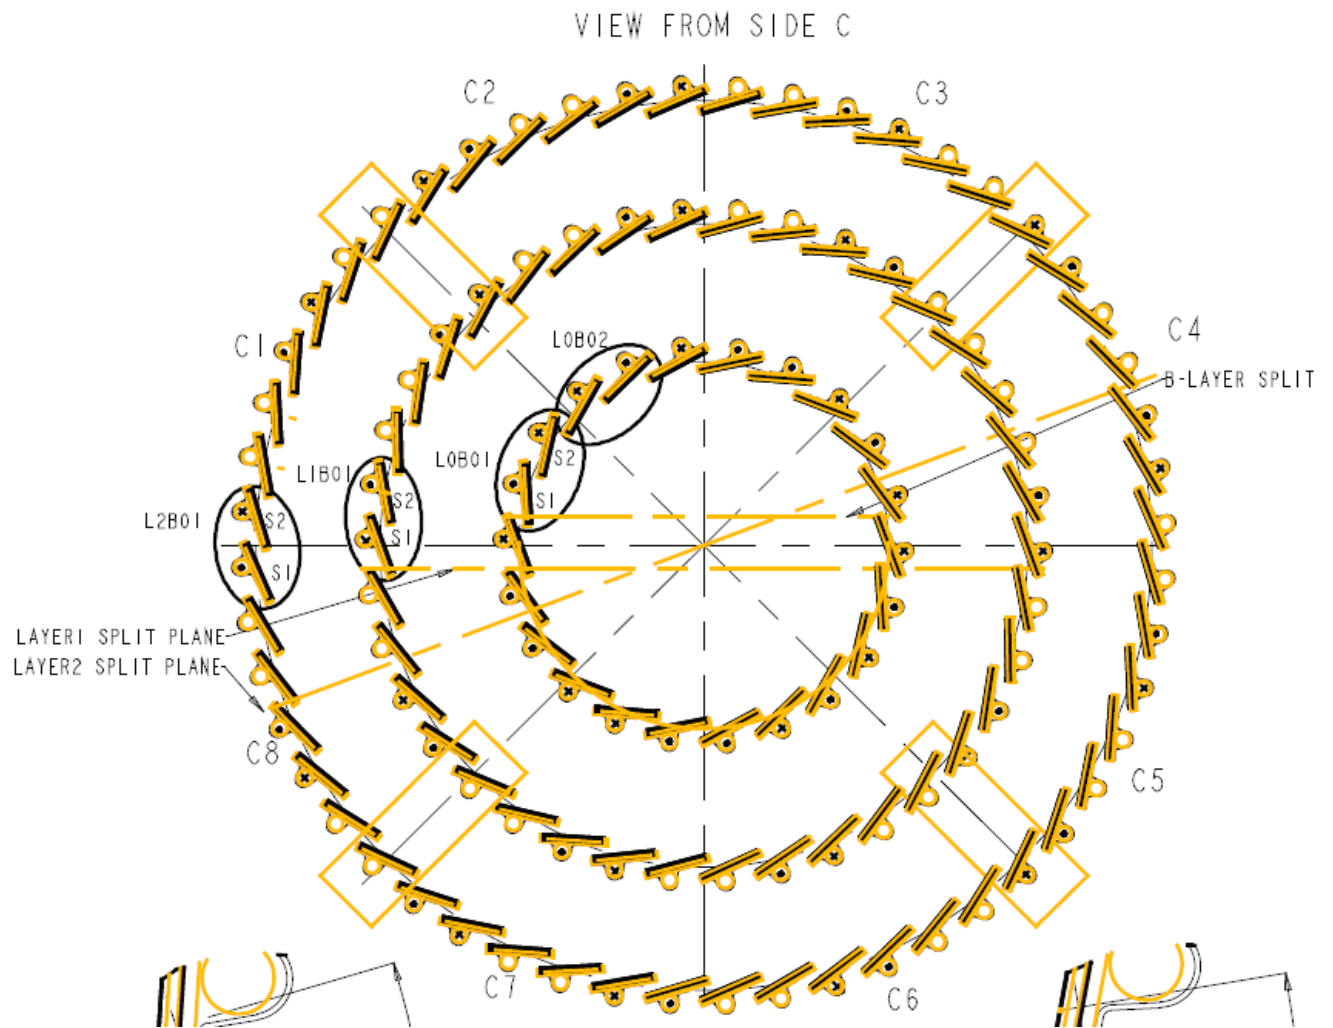 VIEW FROM SIDE C
C2
C3
C1
C4
L0B02
B-LAYER SPLIT
L0B01
S2
L1B01
S1
S2
L2B01
S2
S1
S1
LAYER1 SPLIT PLANE
LAYER2 SPLIT PLANE
C8
C5
C7
C6